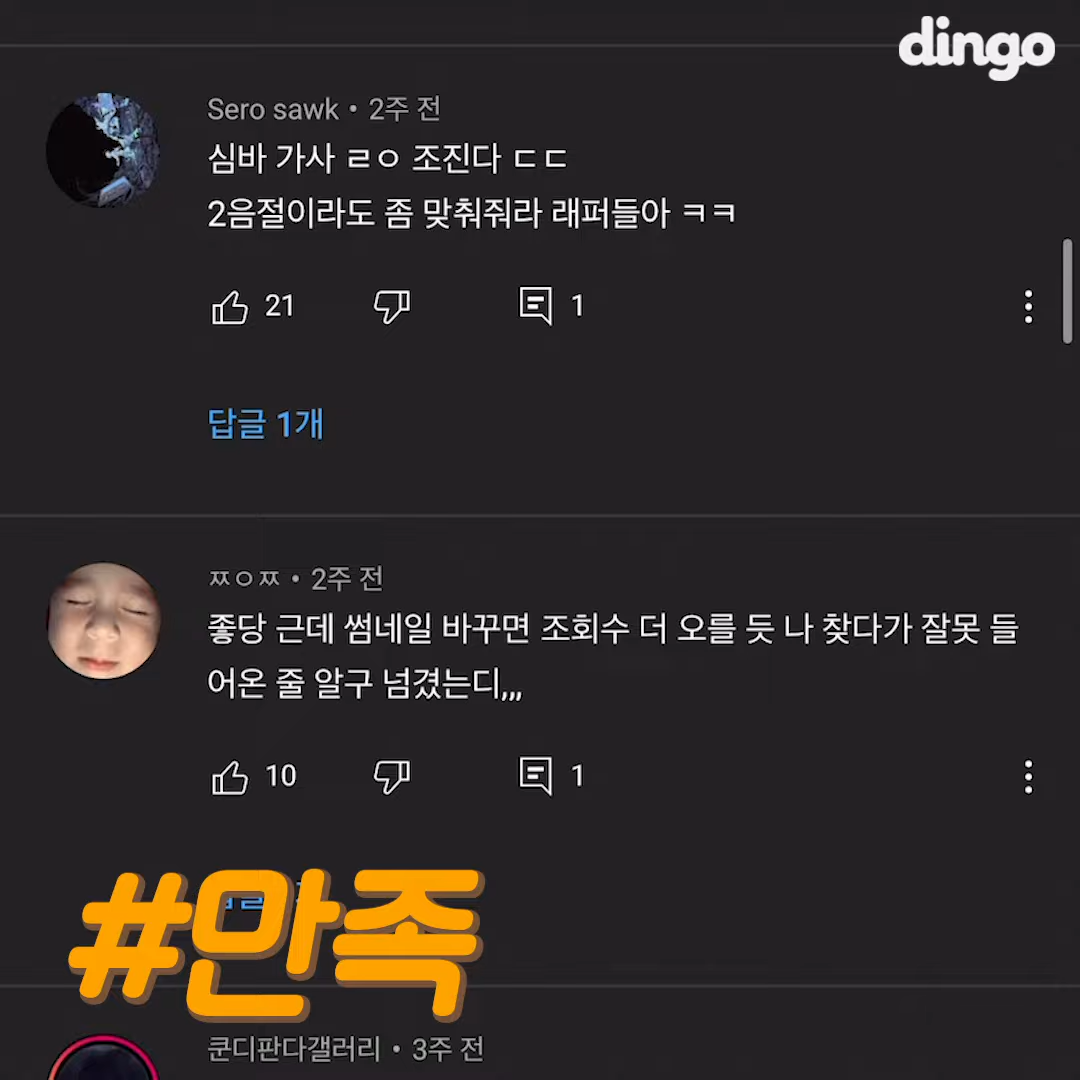 dingo
Sero sawk • 2주 전
심바 가사 ㄹㅇ 조진다 ㄷㄷ
2음절이라도 좀 맞춰줘라 래퍼들아 ㅋㅋ
21
1
답글 1개
ㅉㅇㅉ • 2주 전
좋당 근데 썸네일 바꾸면 조회수 더 오를 듯 나 찾다가 잘못 들
어온 줄 알구 넘겼는디,,,
10
1
#만족
쿤디판다갤러리 • 3주 전